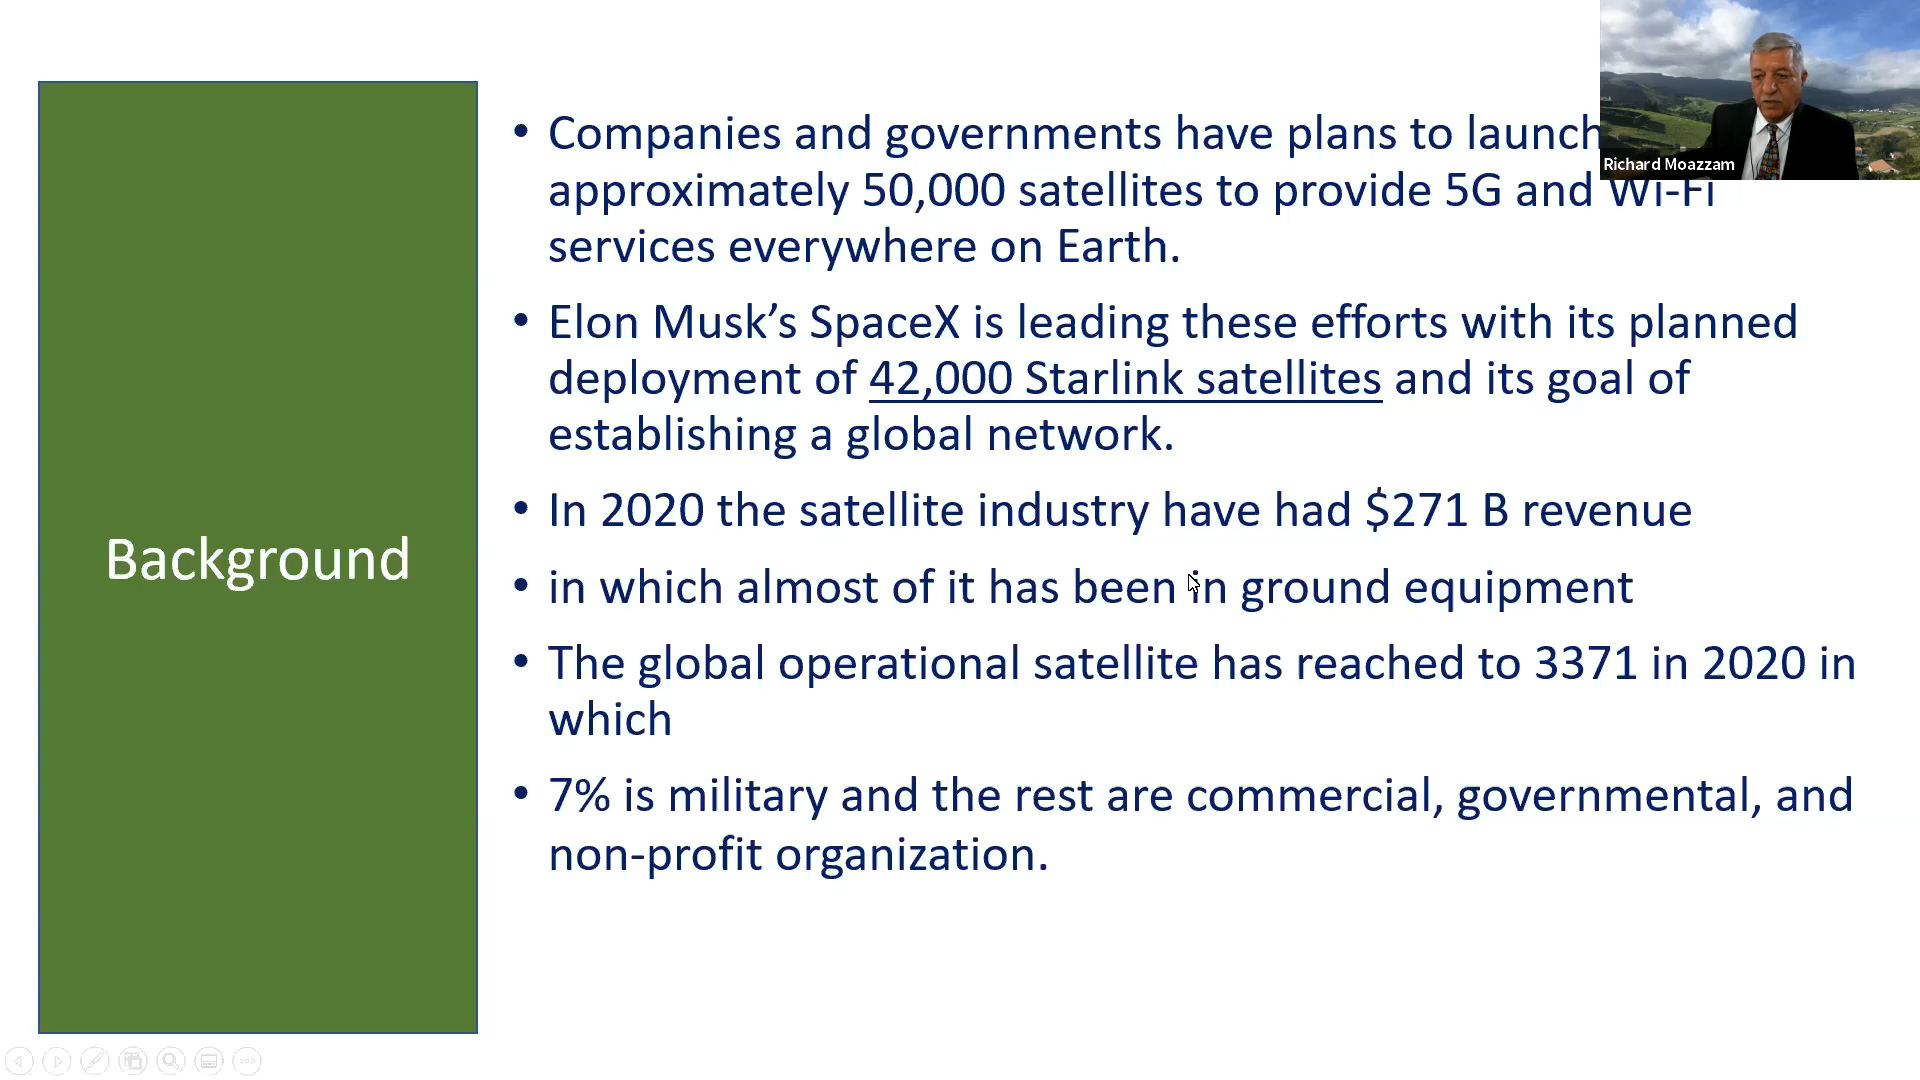 Background
• Companies and governments have plans to launch
approximately 50,000 satellites to provide 5G and Wi-Fi
services everywhere on Earth.
• Elon Musk’s SpaceX is leading these efforts with its planned
deployment of 42,000 Starlink satellites and its goal of
establishing a global network.
• In 2020 the satellite industry have had $271 B revenue
• in which almost of it has been in ground equipment
• The global operational satellite has reached to 3371 in 2020 in
which
• 7% is military and the rest are commercial, governmental, and
non-profit organization.
Richard Moazzam